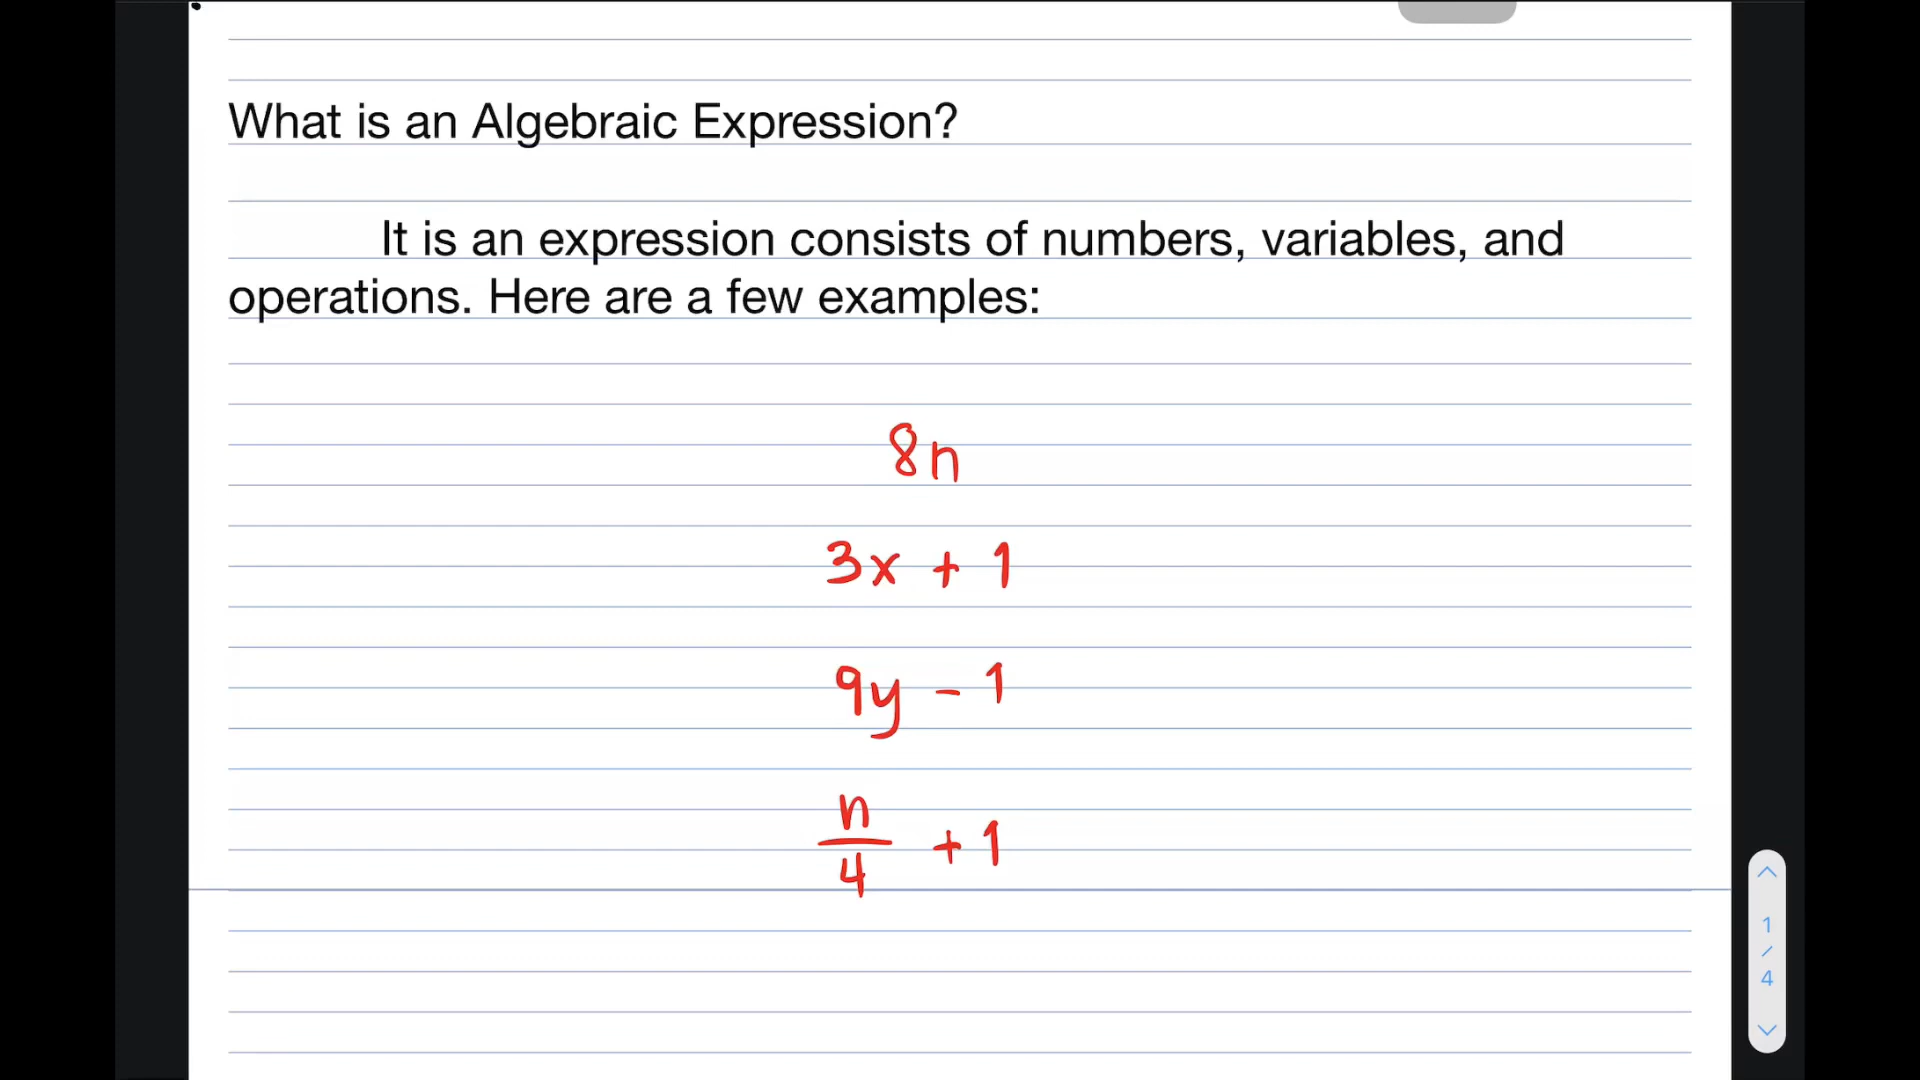 What is an Algebraic Expression?
It is an expression consists of numbers, variables, and
operations. Here are a few examples:
8n
3x + 1
9y - 1
n
4
+ 1
1
/
4